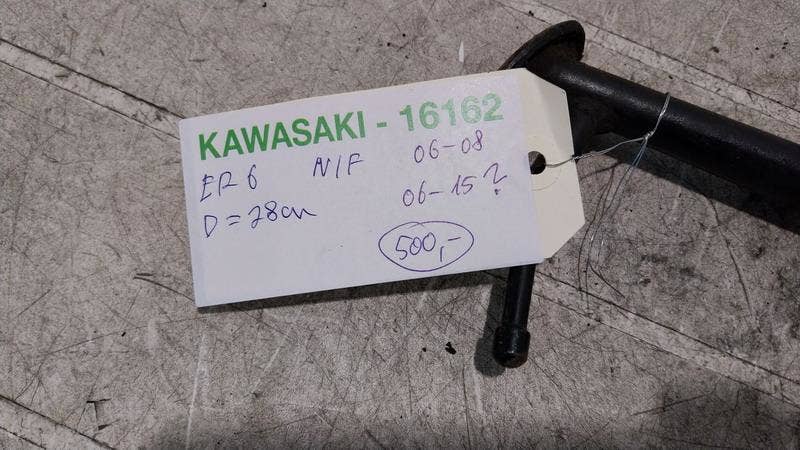 KAWASAKI - 16162
ER 6 N/F 06-08
D = 28cm 06-15?
500,-